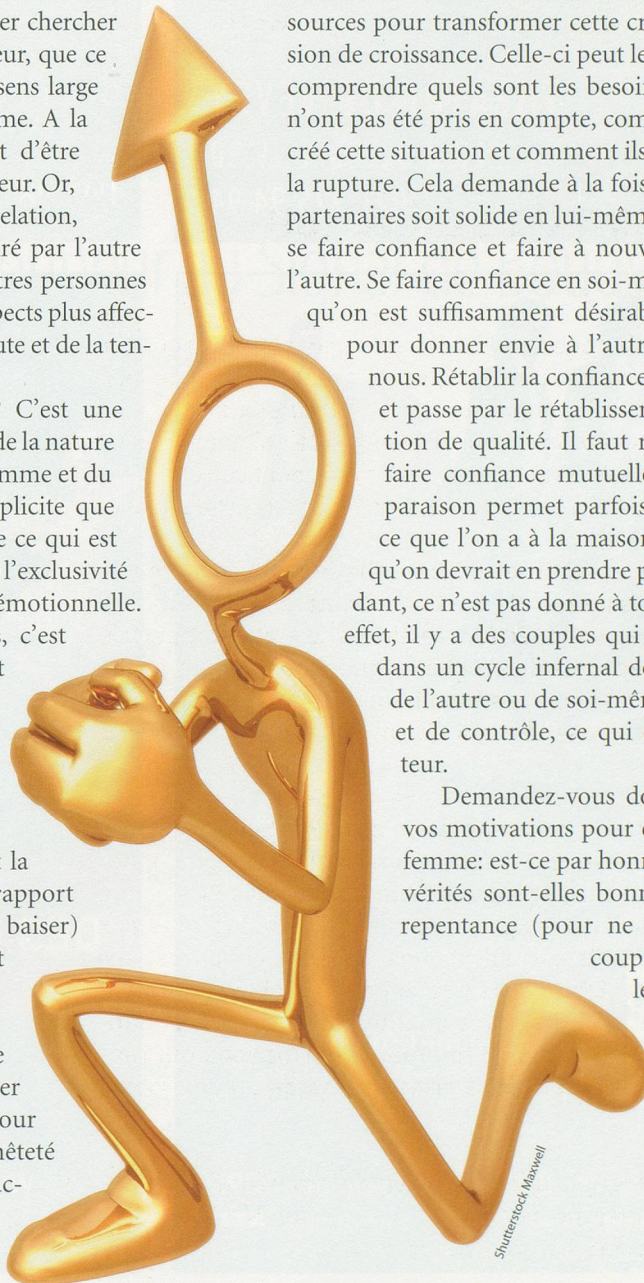 er chercher
eur, que ce
sens large
me. A la
t d'être
eur. Or,
elation,
ré par l'autre
tres personnes
pects plus affec-
ute et de la ten-
C'est une
de la nature
mme et du
plicite que
e ce qui est
l'exclusivité
émotionnelle.
s, c'est
t
la
rapport
baiser)
t
e
er
our
nêteté
c-
sources pour transformer cette cr
sion de croissance. Celle-ci peut le
comprendre quels sont les besoin
n'ont pas été pris en compte, com
créé cette situation et comment ils
la rupture. Cela demande à la fois
partenaires soit solide en lui-mêm
se faire confiance et faire à nouv
l'autre. Se faire confiance en soi-m
qu'on est suffisamment désirab
pour donner envie à l'autr
nous. Rétablir la confiance
et passe par le rétablissem
tion de qualité. Il faut r
faire confiance mutuelle
paraison permet parfois
ce que l'on a à la maison
qu'on devrait en prendre p
dant, ce n'est pas donné à to
effet, il y a des couples qui
dans un cycle infernal de
de l'autre ou de soi-mêm
et de contrôle, ce qui
teur.
Demandez-vous do
vos motivations pour d
femme: est-ce par honn
vérités sont-elles bonn
repentance (pour ne
coup
le
Shutterstock Maxwell